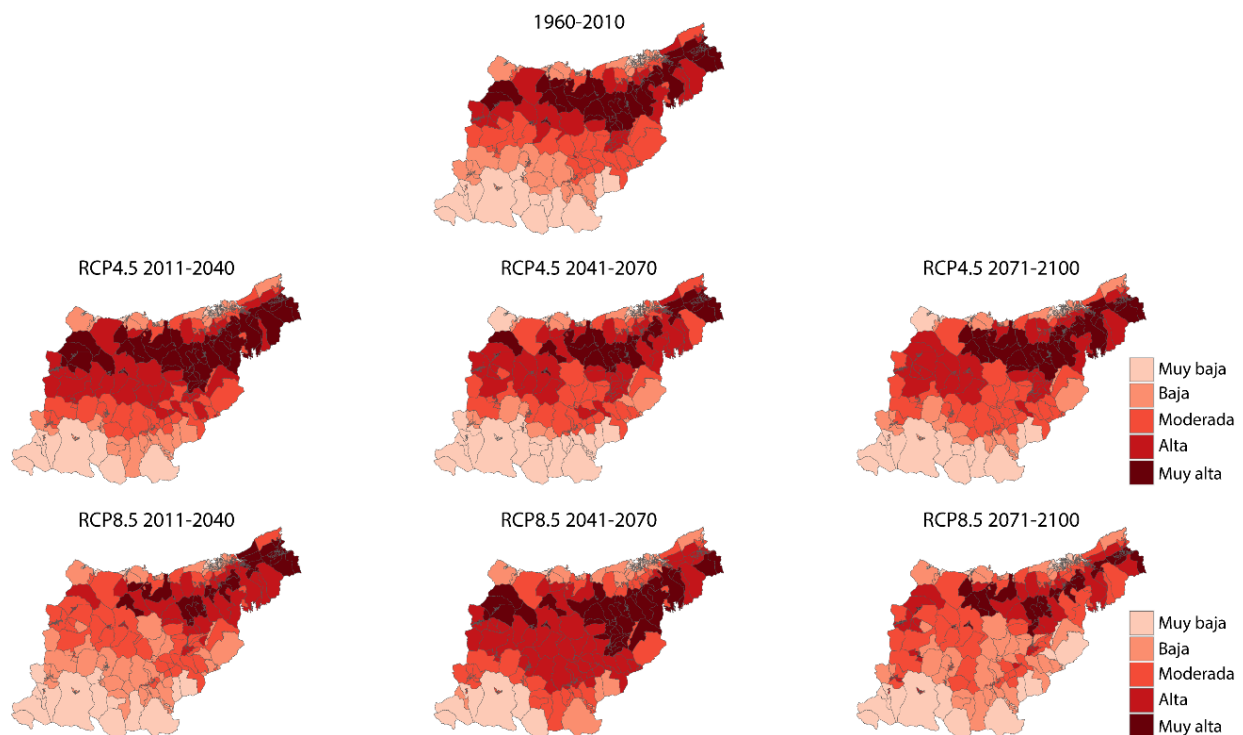 1960-2010
RCP4.5 2011-2040
RCP4.5 2041-2070
RCP4.5 2071-2100
Muy baja
Baja
Moderada
Alta
Muy alta
RCP8.5 2011-2040
RCP8.5 2041-2070
RCP8.5 2071-2100
Muy baja
Baja
Moderada
Alta
Muy alta